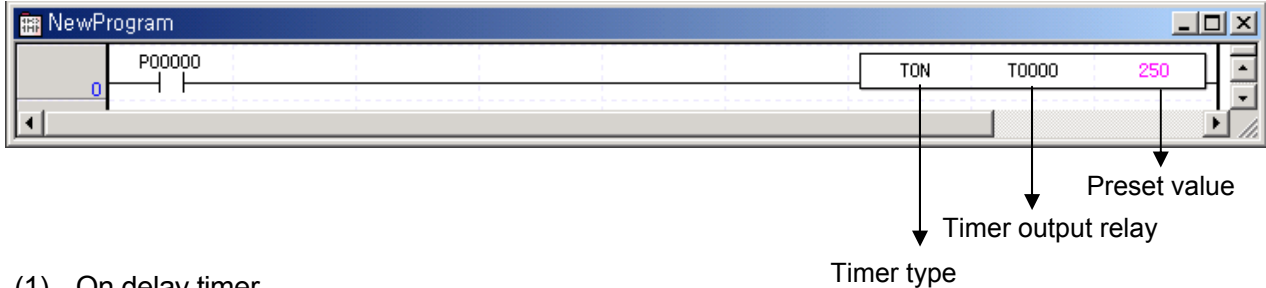 NewProgram
P00000
TON T0000 250
0
Preset value
Timer output relay
Timer type
(1) On delay timer